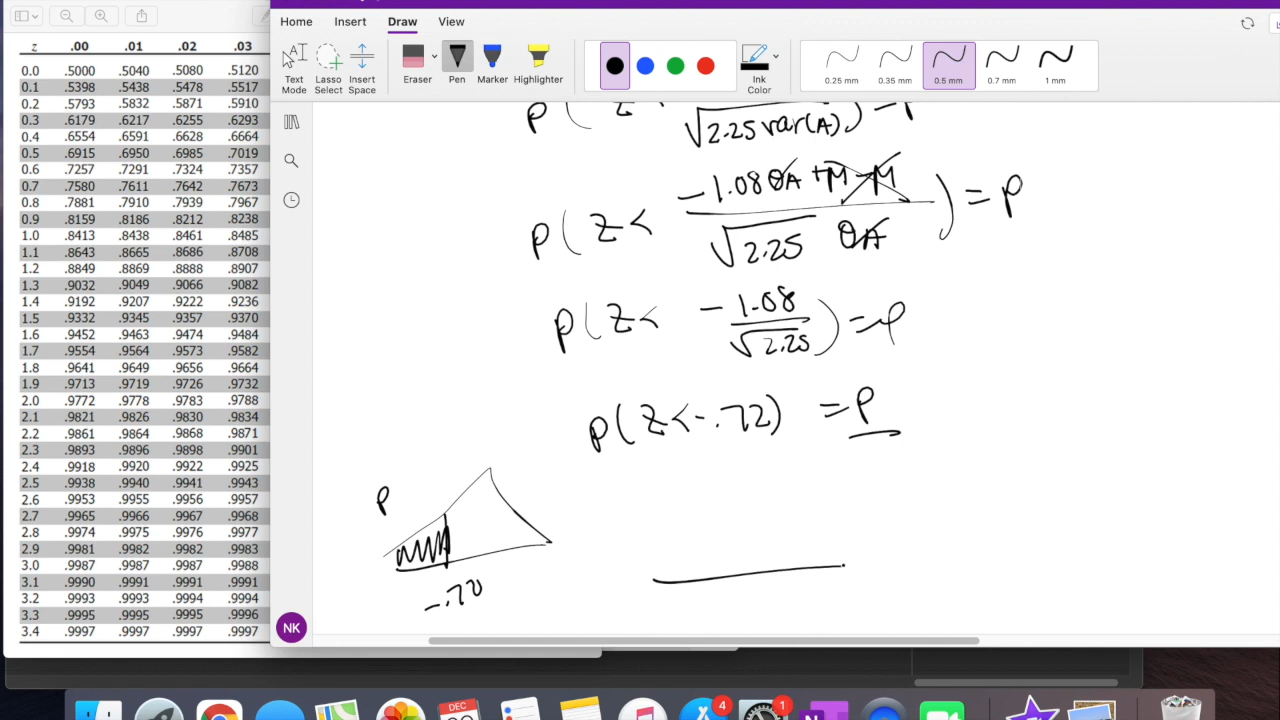 Home Insert Draw View
Text Mode
Lasso Select
Insert Space
Eraser
Pen
Marker
Highlighter
Ink Color
0.25 mm
0.35 mm
0.5 mm
0.7 mm
1 mm
z .00 .01 .02 .03
0.0 .5000 .5040 .5080 .5120
0.1 .5398 .5438 .5478 .5517
0.2 .5793 .5832 .5871 .5910
0.3 .6179 .6217 .6255 .6293
0.4 .6554 .6591 .6628 .6664
0.5 .6915 .6950 .6985 .7019
0.6 .7257 .7291 .7324 .7357
0.7 .7580 .7611 .7642 .7673
0.8 .7881 .7910 .7939 .7967
0.9 .8159 .8186 .8212 .8238
1.0 .8413 .8438 .8461 .8485
1.1 .8643 .8665 .8686 .8708
1.2 .8849 .8869 .8888 .8907
1.3 .9032 .9049 .9066 .9082
1.4 .9192 .9207 .9222 .9236
1.5 .9332 .9345 .9357 .9370
1.6 .9452 .9463 .9474 .9484
1.7 .9554 .9564 .9573 .9582
1.8 .9641 .9649 .9656 .9664
1.9 .9713 .9719 .9726 .9732
2.0 .9772 .9778 .9783 .9788
2.1 .9821 .9826 .9830 .9834
2.2 .9861 .9864 .9868 .9871
2.3 .9893 .9896 .9898 .9901
2.4 .9918 .9920 .9922 .9925
2.5 .9938 .9940 .9941 .9943
2.6 .9953 .9955 .9956 .9957
2.7 .9965 .9966 .9967 .9968
2.8 .9974 .9975 .9976 .9977
2.9 .9981 .9982 .9982 .9983
3.0 .9987 .9987 .9987 .9988
3.1 .9990 .9991 .9991 .9991
3.2 .9993 .9993 .9994 .9994
3.3 .9995 .9995 .9995 .9996
3.4 .9997 .9997 .9997 .9997
P(Z< √2.25 var(A)) = P
P(Z< -1.08 θA + M - M / √2.25 θA) = P
P(Z< -1.08 / √2.25) = P
P(Z< -.72) = P
P
-.72
NK
DEC
4
1